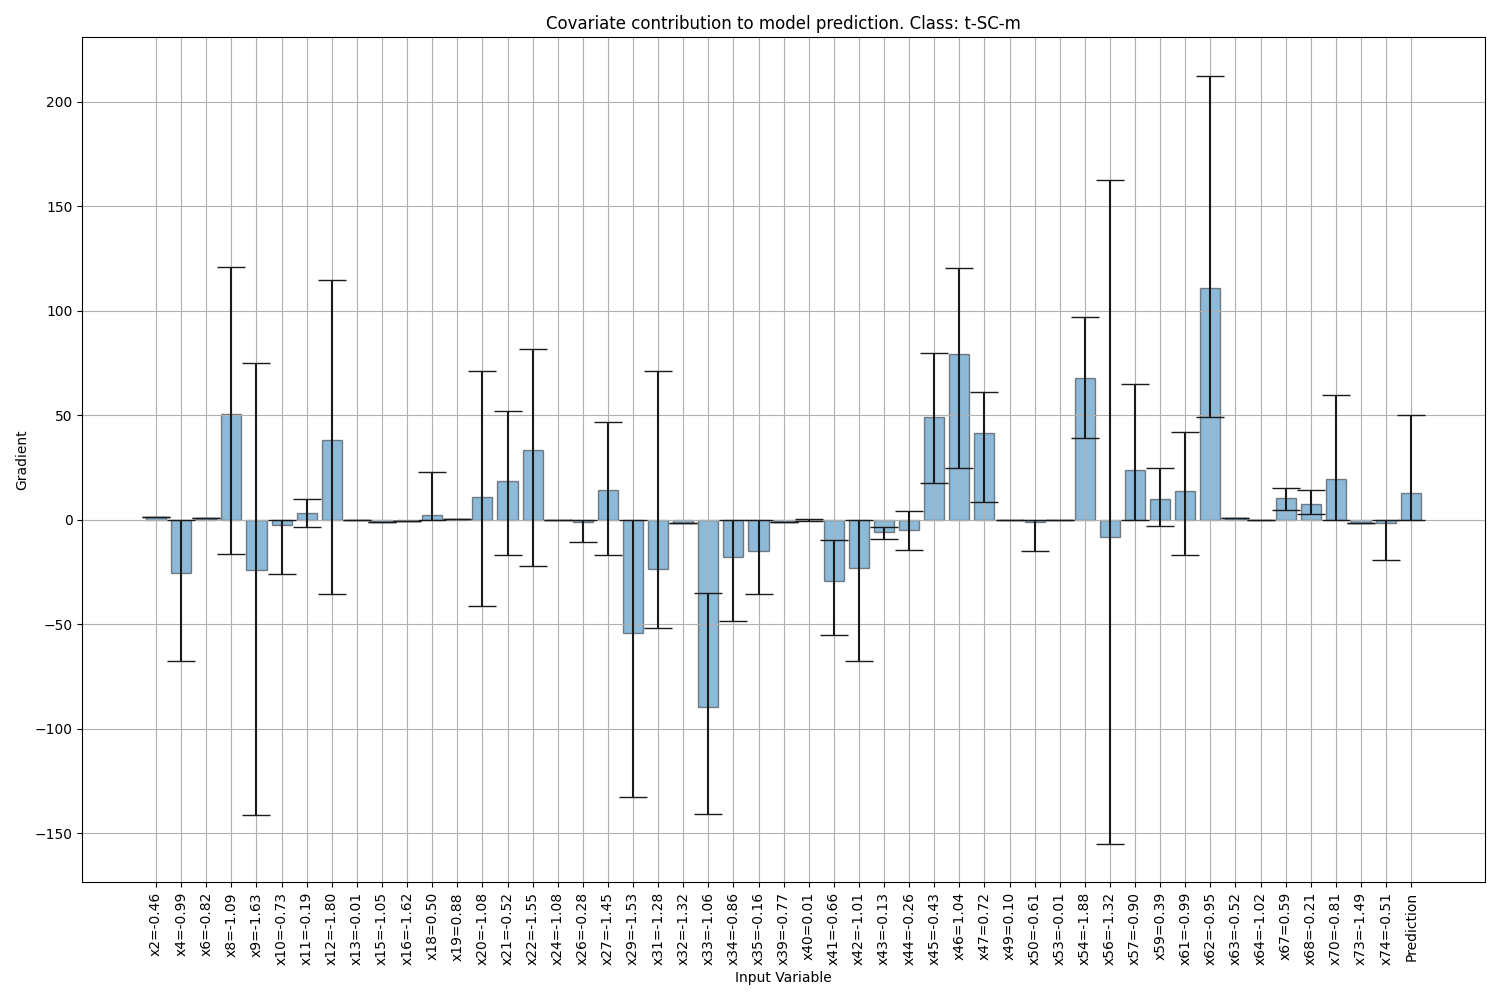 Covariate contribution to model prediction. Class: t-SC-m
Gradient
200
150
100
50
0
−50
−100
−150
x2=-0.46
x4=-0.99
x6=-0.82
x8=-1.09
x9=-1.63
x10=-0.73
x11=-0.19
x12=-1.80
x13=-0.01
x15=-1.05
x16=-1.62
x18=0.50
x19=0.88
x20=-1.08
x21=-0.52
x22=-1.55
x24=-1.08
x26=-0.28
x27=-1.45
x29=-1.53
x31=-1.28
x32=-1.32
x33=-1.06
x34=-0.86
x35=-0.16
x39=-0.77
x40=0.01
x41=-0.66
x42=-1.01
x43=-0.13
x44=-0.26
x45=-0.43
x46=1.04
x47=0.72
x49=0.10
x50=-0.61
x53=-0.01
x54=-1.88
x56=-1.32
x57=-0.90
x59=0.39
x61=-0.99
x62=-0.95
x63=-0.52
x64=-1.02
x67=0.59
x68=-0.21
x70=-0.81
x73=-1.49
x74=-0.51
Prediction
Input Variable